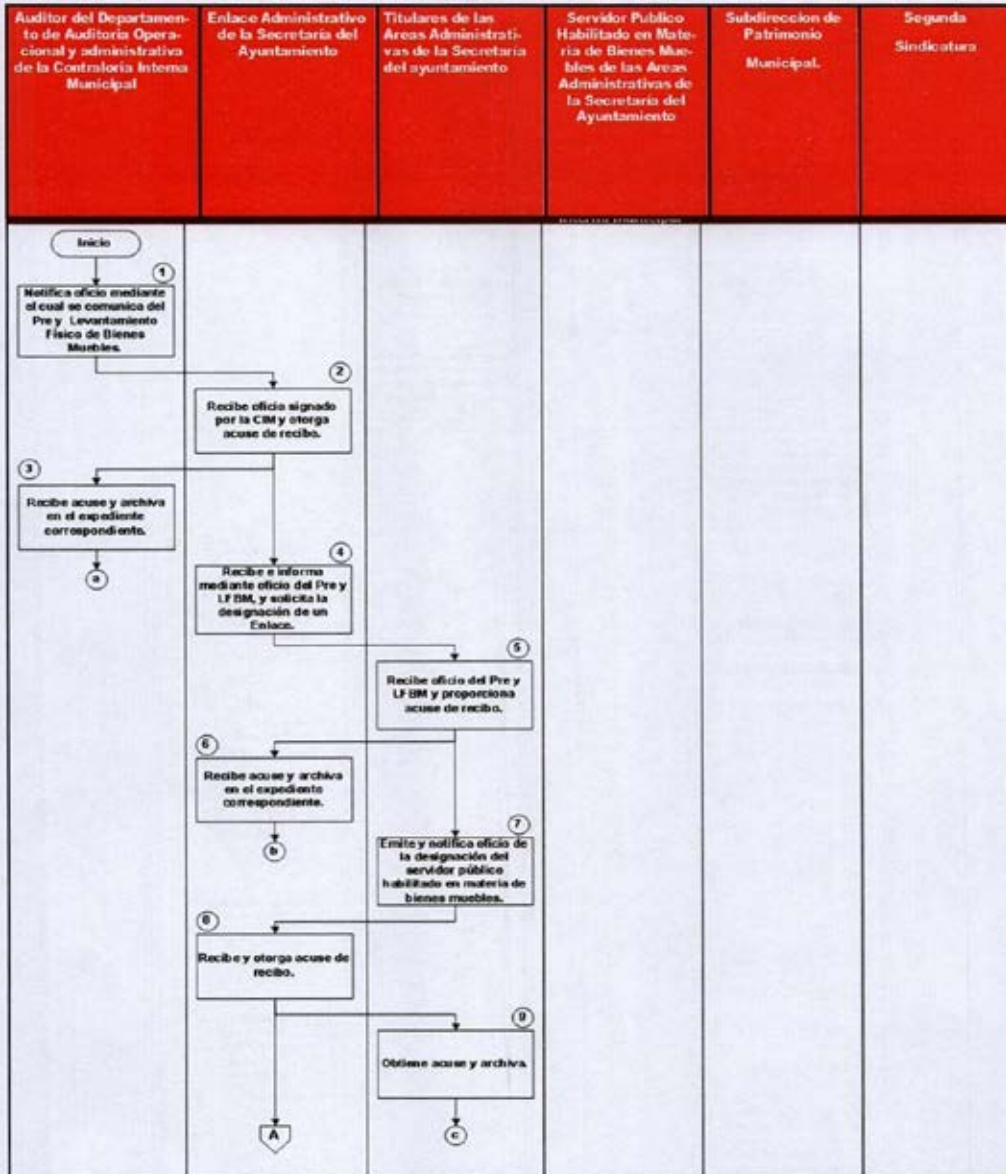 Auditor del Departamen-
to de Auditoria Opera-
cional y administrativa
de la Contraloria Interna
Municipal
Enlace Administrativo
de la Secretaría del
Ayuntamiento
Titulares de las
Areas Administrati-
vas de la Secretaría
del ayuntamiento
Servidor Publico
Habilitado en Mate-
ria de Bienes Mue-
bles de las Areas
Administrativas de
la Secretaría del
Ayuntamiento
Subdireccion de
Patrimonio
Municipal.
Segunda
Sindicatura
Inicio
1
Notifica oficio mediante
el cual se comunica del
Pre y Levantamiento
Físico de Bienes
Muebles.
2
Recibe oficio signado
por la CIM y otorga
acuse de recibo.
3
Recibe acuse y archiva
en el expediente
correspondiente.
a
4
Recibe e informa
mediante oficio del Pre y
LFBM, y solicita la
designación de un
Enlace.
5
Recibe oficio del Pre y
LFBM y proporciona
acuse de recibo.
6
Recibe acuse y archiva
en el expediente
correspondiente.
b
7
Emite y notifica oficio de
la designación del
servidor público
habilitado en materia de
bienes muebles.
8
Recibe y otorga acuse de
recibo.
9
Obtiene acuse y archiva.
A
c